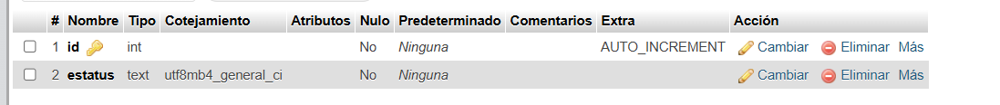 # Nombre Tipo Cotejamiento Atributos Nulo Predeterminado Comentarios Extra Acción
1 id int No Ninguna AUTO_INCREMENT Cambiar Eliminar Más
2 estatus text utf8mb4_general_ci No Ninguna Cambiar Eliminar Más